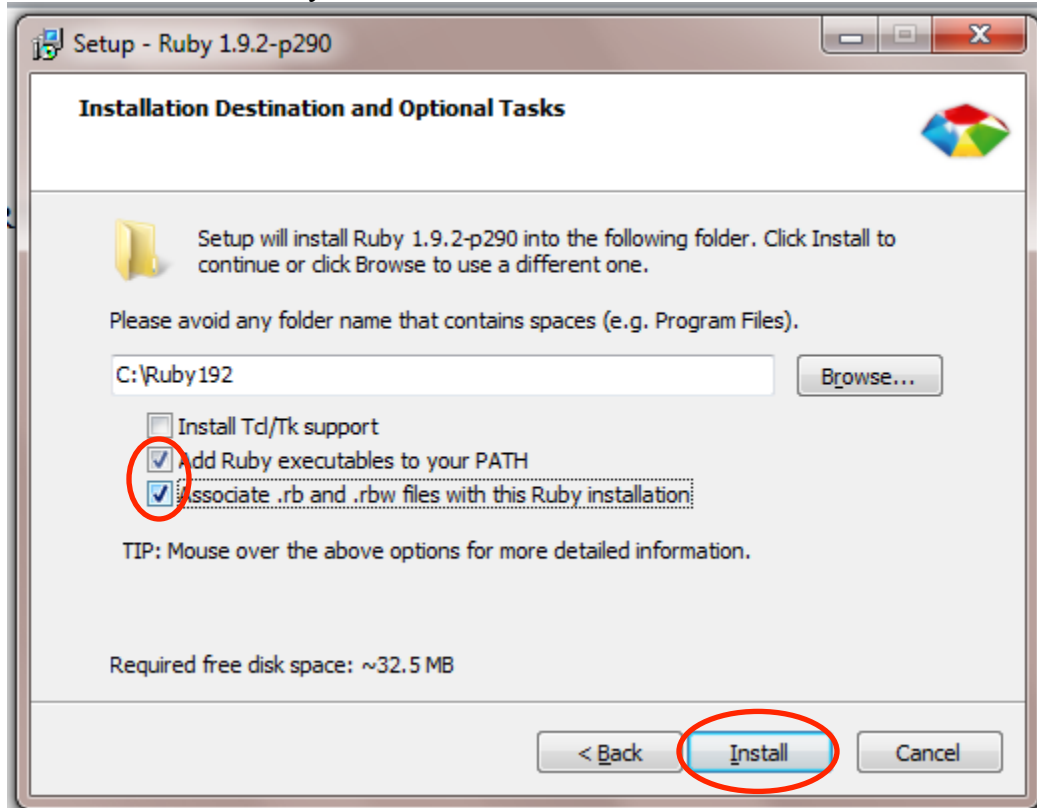 Setup - Ruby 1.9.2-p290
Installation Destination and Optional Tasks
Setup will install Ruby 1.9.2-p290 into the following folder. Click Install to
continue or click Browse to use a different one.
Please avoid any folder name that contains spaces (e.g. Program Files).
C:\Ruby192
Browse...
Install Tcl/Tk support
Add Ruby executables to your PATH
Associate .rb and .rbw files with this Ruby installation
TIP: Mouse over the above options for more detailed information.
Required free disk space: ~32.5 MB
< Back
Install
Cancel